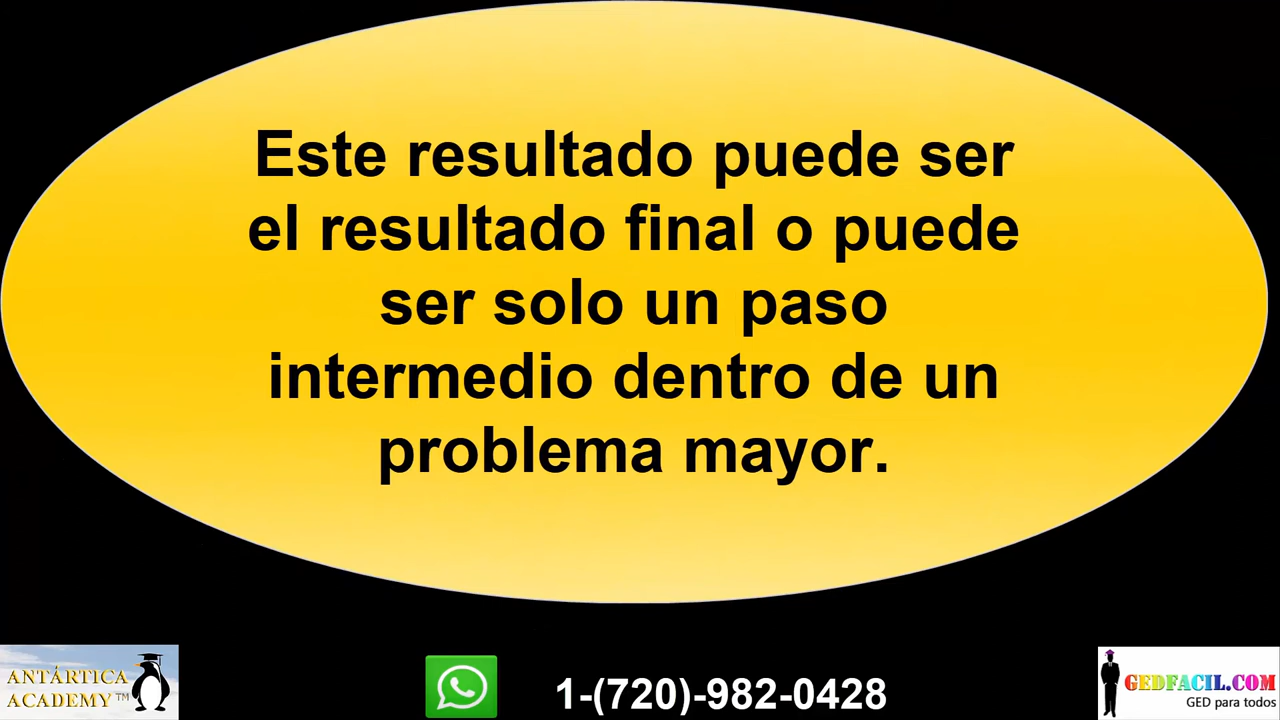 Este resultado puede ser
el resultado final o puede
ser solo un paso
intermedio dentro de un
problema mayor.
ANTÁRTICA
ACADEMY™
1-(720)-982-0428
GEDFACIL.COM
GED para todos